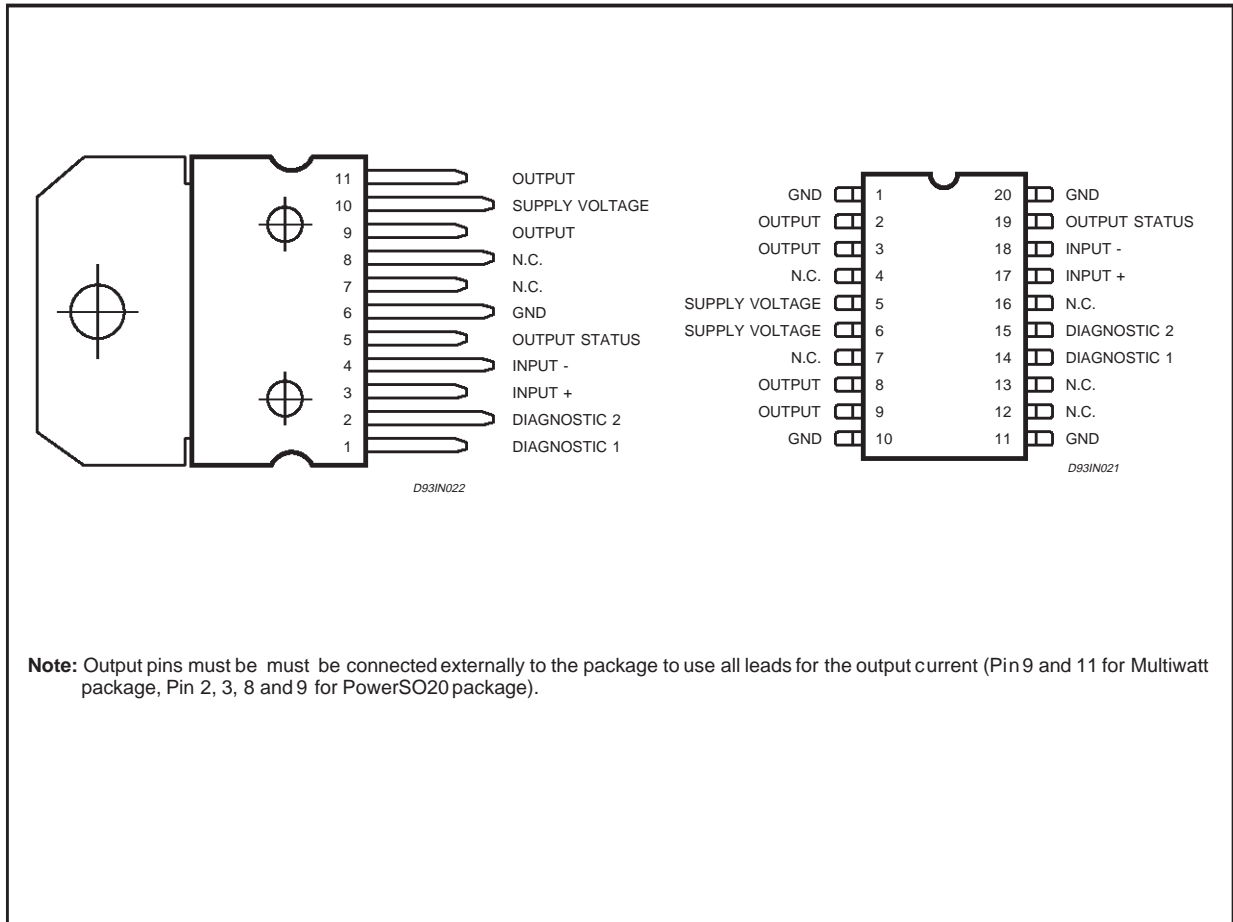 11 OUTPUT
10 SUPPLY VOLTAGE
9 OUTPUT
8 N.C.
7 N.C.
6 GND
5 OUTPUT STATUS
4 INPUT -
3 INPUT +
2 DIAGNOSTIC 2
1 DIAGNOSTIC 1
D93IN022
GND 1 20 GND
OUTPUT 2 19 OUTPUT STATUS
OUTPUT 3 18 INPUT -
N.C. 4 17 INPUT +
SUPPLY VOLTAGE 5 16 N.C.
SUPPLY VOLTAGE 6 15 DIAGNOSTIC 2
N.C. 7 14 DIAGNOSTIC 1
OUTPUT 8 13 N.C.
OUTPUT 9 12 N.C.
GND 10 11 GND
D93IN021
Note: Output pins must be must be connected externally to the package to use all leads for the output current (Pin 9 and 11 for Multiwatt
package, Pin 2, 3, 8 and 9 for PowerSO20 package).